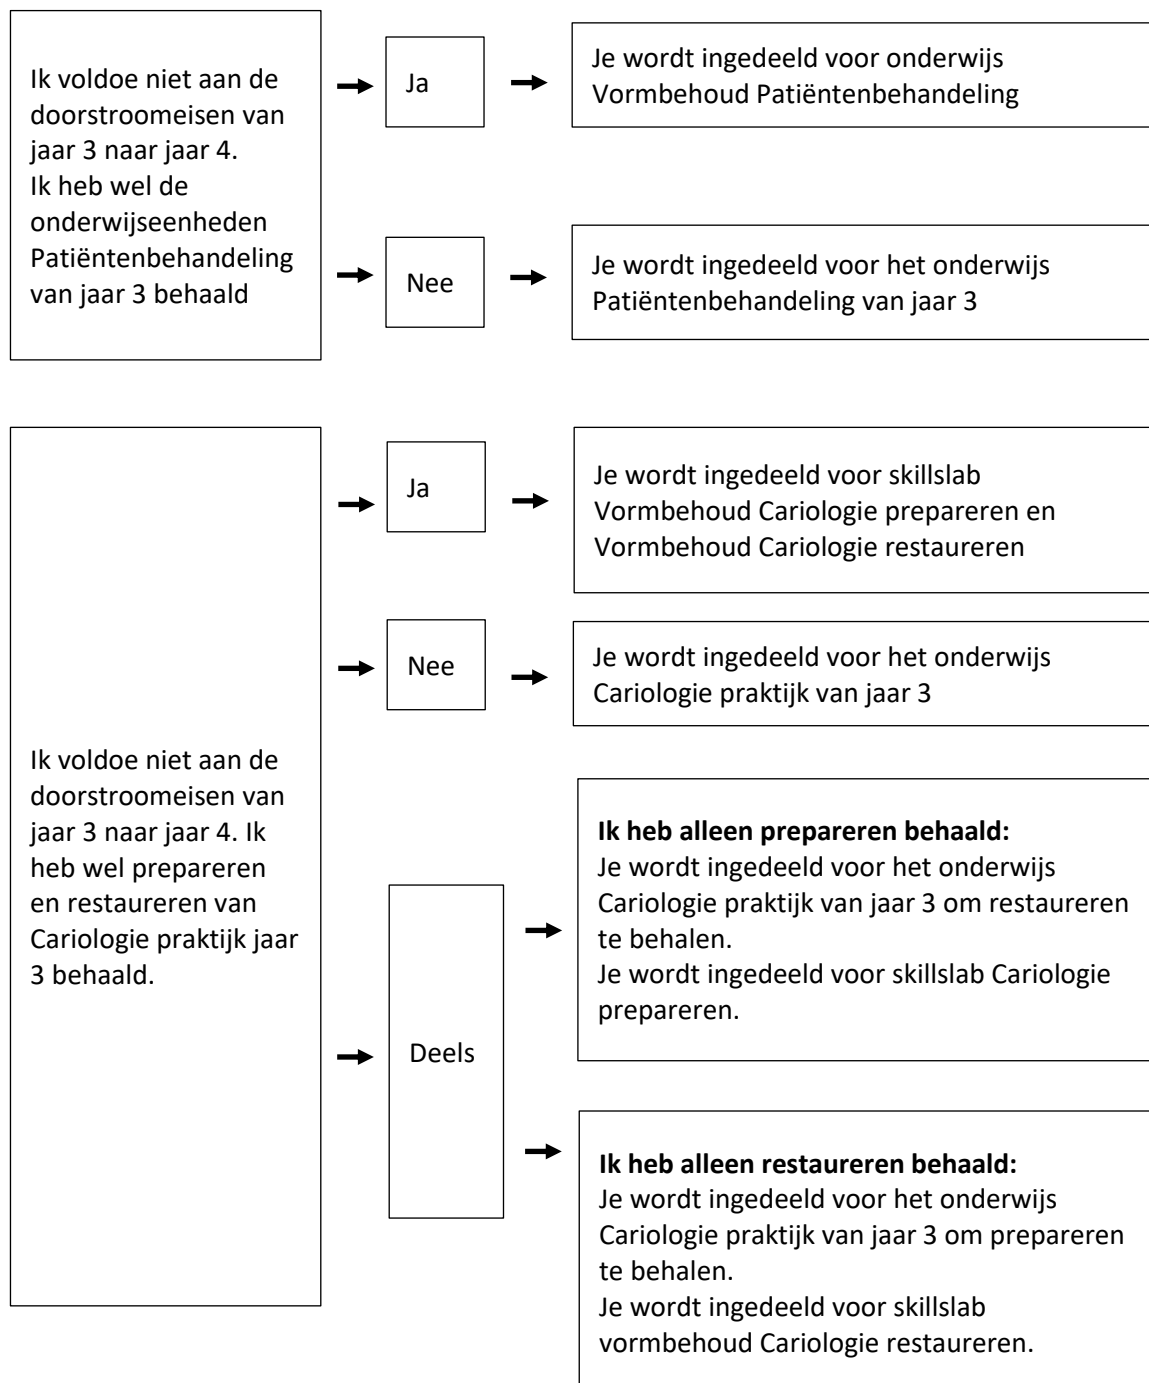 Ik voldoe niet aan de
doorstroomeisen van
jaar 3 naar jaar 4.
Ik heb wel de
onderwijseenheden
Patiëntenbehandeling
van jaar 3 behaald
Ja
Je wordt ingedeeld voor onderwijs
Vormbehoud Patiëntenbehandeling
Nee
Je wordt ingedeeld voor het onderwijs
Patiëntenbehandeling van jaar 3
Ik voldoe niet aan de
doorstroomeisen van
jaar 3 naar jaar 4. Ik
heb wel prepareren
en restaureren van
Cariologie praktijk jaar
3 behaald.
Ja
Je wordt ingedeeld voor skillslab
Vormbehoud Cariologie prepareren en
Vormbehoud Cariologie restaureren
Nee
Je wordt ingedeeld voor het onderwijs
Cariologie praktijk van jaar 3
Deels
Ik heb alleen prepareren behaald:
Je wordt ingedeeld voor het onderwijs
Cariologie praktijk van jaar 3 om restaureren
te behalen.
Je wordt ingedeeld voor skillslab Cariologie
prepareren.
Ik heb alleen restaureren behaald:
Je wordt ingedeeld voor het onderwijs
Cariologie praktijk van jaar 3 om prepareren
te behalen.
Je wordt ingedeeld voor skillslab
vormbehoud Cariologie restaureren.